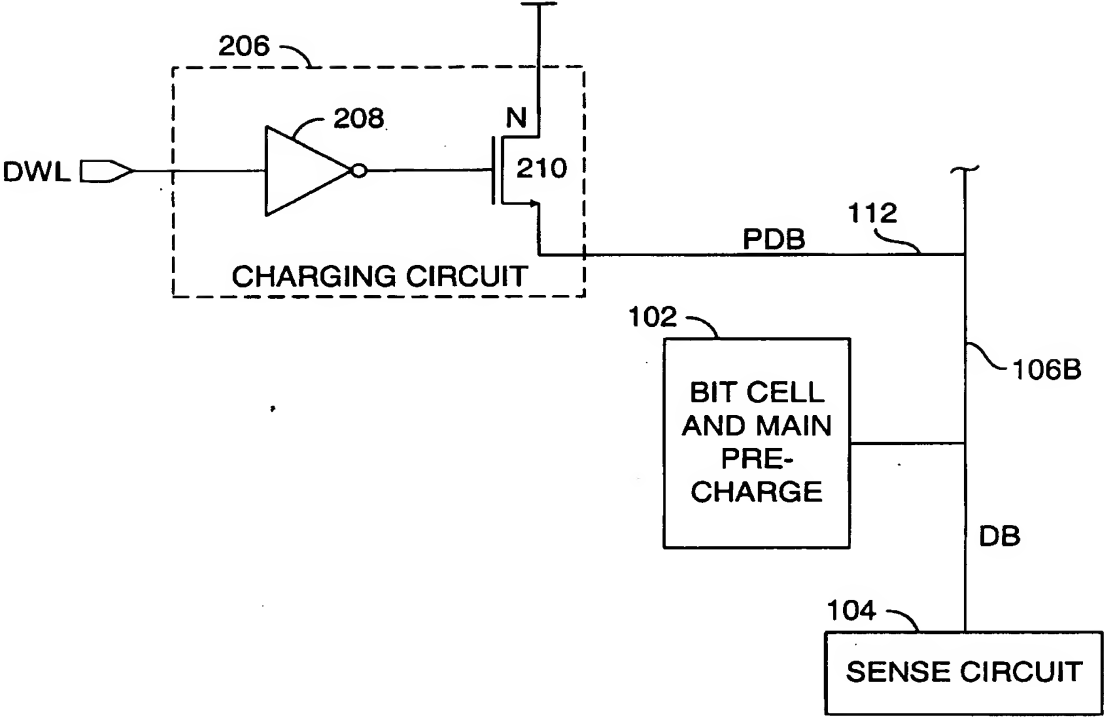 206
208
N
210
DWL
CHARGING CIRCUIT
PDB
112
102
106B
BIT CELL
AND MAIN
PRE-
CHARGE
DB
104
SENSE CIRCUIT